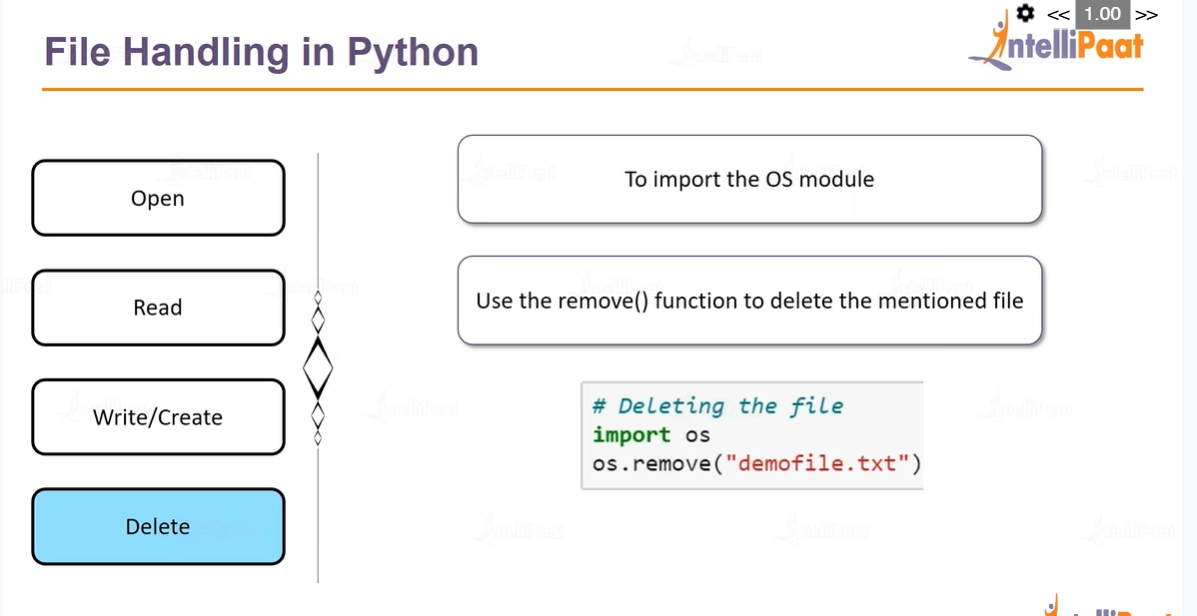 << 1.00 >>
File Handling in Python
IntelliPaat
Open
Read
Write/Create
Delete
To import the OS module
Use the remove() function to delete the mentioned file
# Deleting the file
import os
os.remove("demofile.txt")